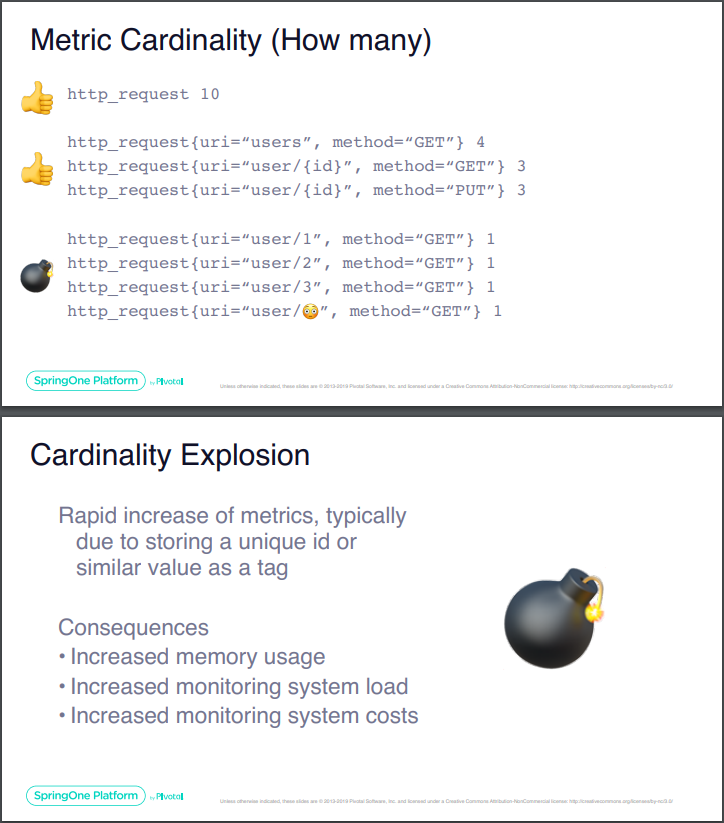 Metric Cardinality (How many)
http_request 10
http_request{uri=“users”, method=“GET”} 4
http_request{uri=“user/{id}”, method=“GET”} 3
http_request{uri=“user/{id}”, method=“PUT”} 3
http_request{uri=“user/1”, method=“GET”} 1
http_request{uri=“user/2”, method=“GET”} 1
http_request{uri=“user/3”, method=“GET”} 1
http_request{uri=“user/😳”, method=“GET”} 1
SpringOne Platform by Pivotal
Unless otherwise indicated, these slides are © 2013-2019 Pivotal Software, Inc. and licensed under a Creative Commons Attribution-NonCommercial license: http://creativecommons.org/licenses/by-nc/3.0/
Cardinality Explosion
Rapid increase of metrics, typically
due to storing a unique id or
similar value as a tag
Consequences
• Increased memory usage
• Increased monitoring system load
• Increased monitoring system costs
SpringOne Platform by Pivotal
Unless otherwise indicated, these slides are © 2013-2019 Pivotal Software, Inc. and licensed under a Creative Commons Attribution-NonCommercial license: http://creativecommons.org/licenses/by-nc/3.0/